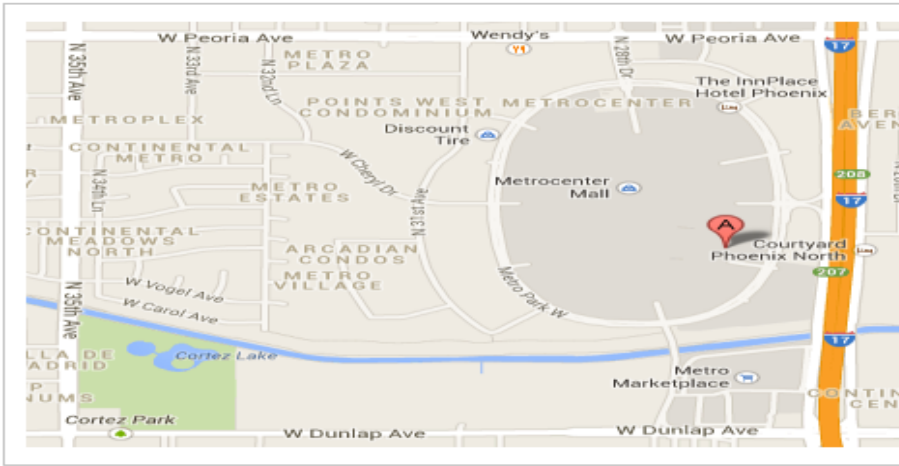 W Peoria Ave
Wendy's
W Peoria Ave
17
N 35th Ave
N 33rd Ave
N 32nd Ln
METRO
PLAZA
N 28th Dr
The InnPlace
Hotel Phoenix
POINTS WEST
CONDOMINIUM
METROCENTER
METROPLEX
Discount
Tire
CONTINENTAL
METRO
W Cheryl Dr
N 34th Ln
METRO
ESTATES
N 31st Ave
Metrocenter
Mall
208
17
A
CONTINENTAL
MEADOWS
NORTH
ARCADIAN
CONDOS
METRO
VILLAGE
Courtyard
Phoenix North
207
N 35th Ave
W Vogel Ave
W Carol Ave
Metro Park W
17
Cortez Lake
Metro
Marketplace
Cortez Park
W Dunlap Ave
W Dunlap Ave